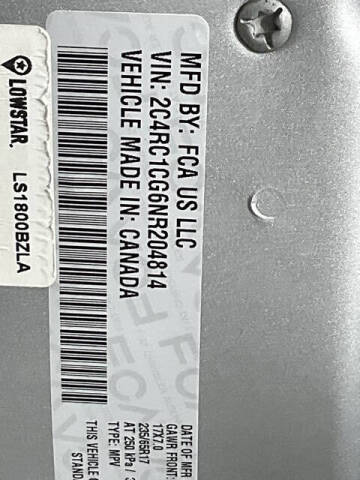 MFD BY: FCA US LLC
VIN: 2C4RC1CG6NR204814
VEHICLE MADE IN: CANADA
LOWSTAR.
LS1800BZLA
DATE OF MFR
GAWR FRONT:
17X7.0
235/65R17
AT 250 kPa / 3
TYPE: MPV
THIS VEHICLE
STAND